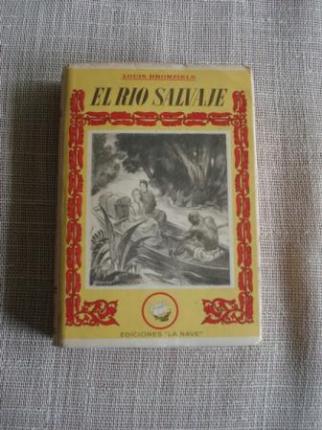 LOUIS BROMFIELD
EL RIO SALVAJE
EDICIONES "LA NAVE"